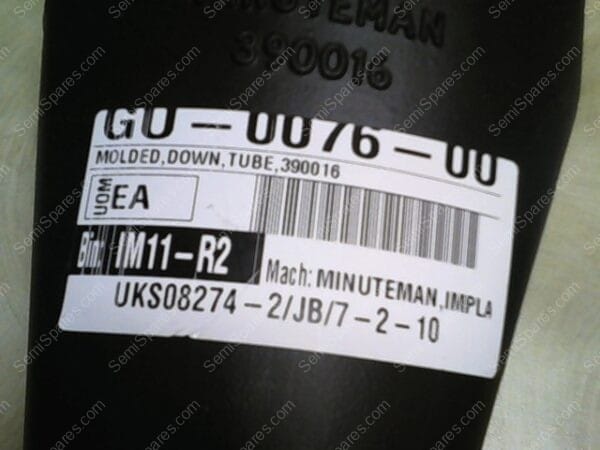 MINUTEMAN
390016
GU-0076-00
MOLDED,DOWN,TUBE,390016
UOM EA
Bin: IM11-R2
Mach: MINUTEMAN,IMPLA
UKS08274-2/JB/7-2-10
SemiSpares.com